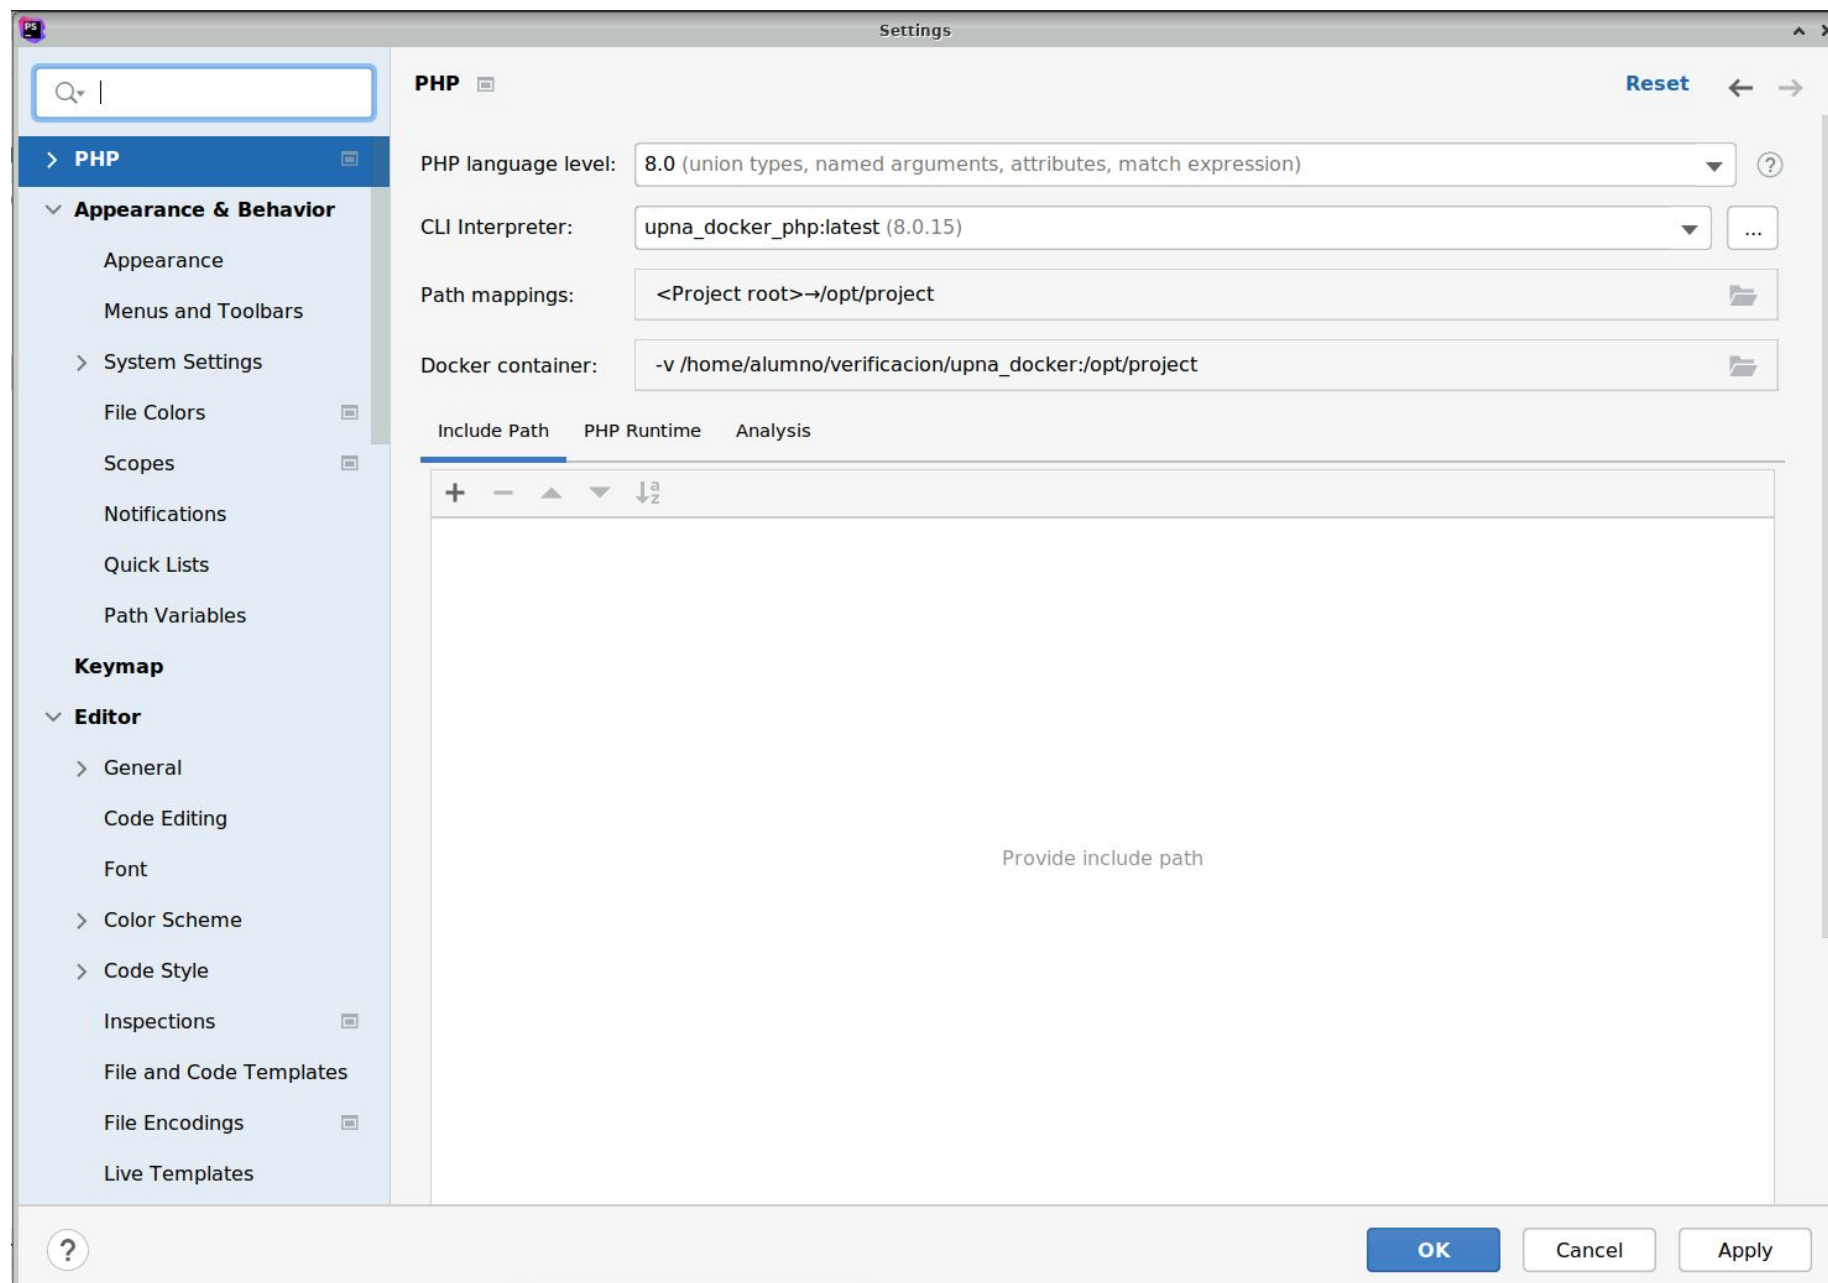 PS
Settings
PHP
Appearance & Behavior
Appearance
Menus and Toolbars
System Settings
File Colors
Scopes
Notifications
Quick Lists
Path Variables
Keymap
Editor
General
Code Editing
Font
Color Scheme
Code Style
Inspections
File and Code Templates
File Encodings
Live Templates
PHP
Reset
PHP language level: 8.0 (union types, named arguments, attributes, match expression)
?
CLI Interpreter: upna_docker_php:latest (8.0.15)
...
Path mappings: <Project root>→/opt/project
Docker container: -v /home/alumno/verificacion/upna_docker:/opt/project
Include Path PHP Runtime Analysis
a
z
Provide include path
?
OK Cancel Apply